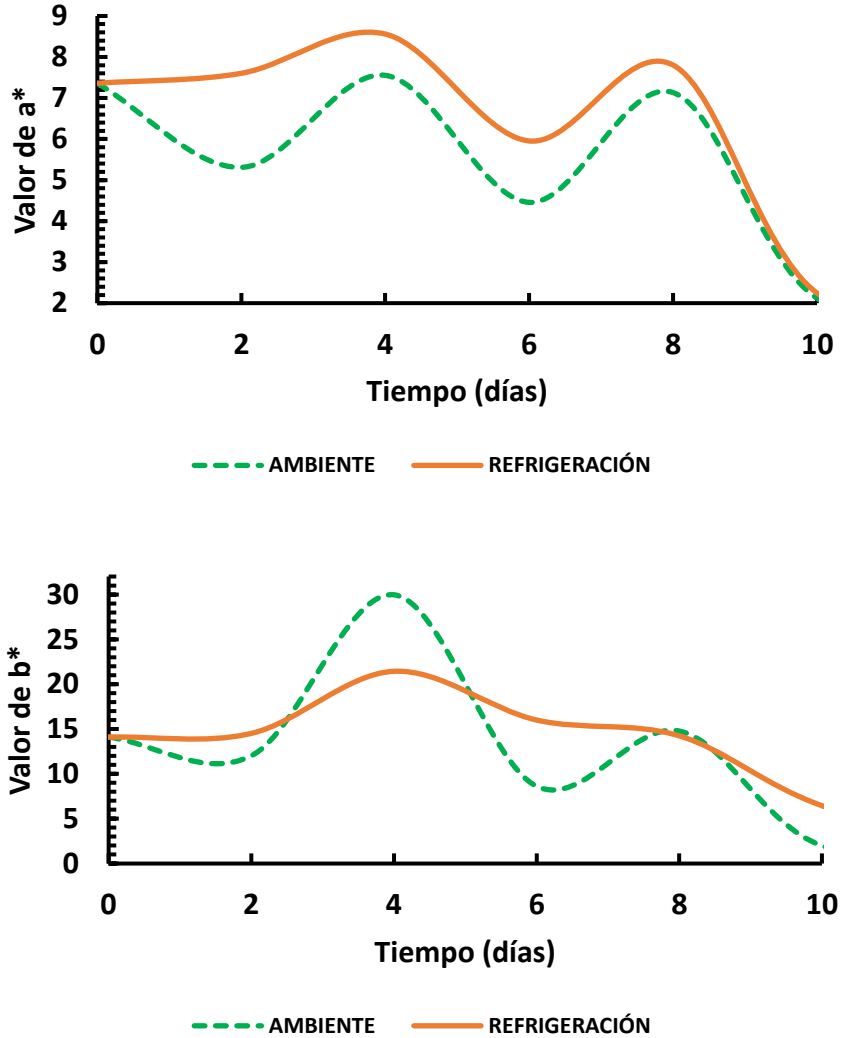 9
8
7
6
5
4
3
2
Valor de a*
0 2 4 6 8 10
Tiempo (días)
AMBIENTE REFRIGERACIÓN
30
25
20
15
10
5
0
Valor de b*
0 2 4 6 8 10
Tiempo (días)
AMBIENTE REFRIGERACIÓN